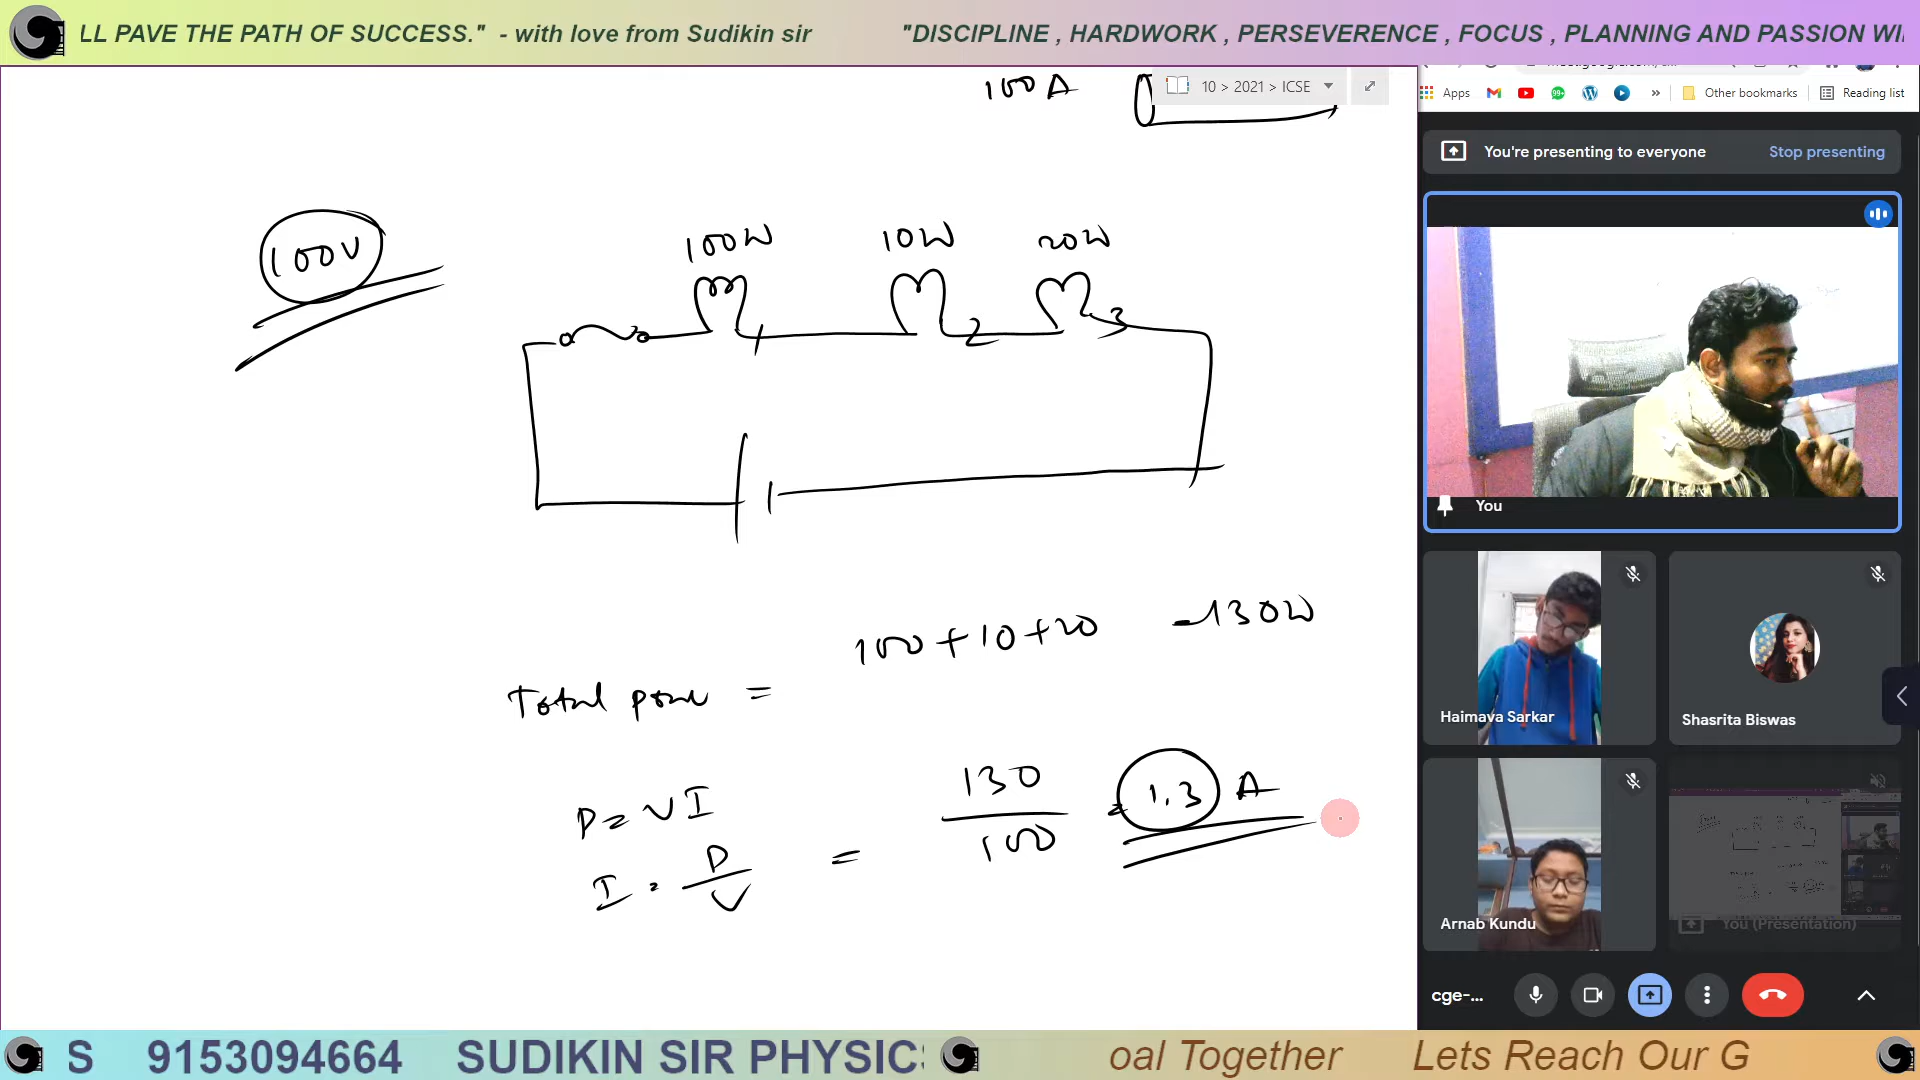 LL PAVE THE PATH OF SUCCESS." - with love from Sudikin sir "DISCIPLINE , HARDWORK , PERSEVERENCE , FOCUS , PLANNING AND PASSION WI
100 A
10 > 2021 > ICSE
Apps
99+
»
Other bookmarks
Reading list
You're presenting to everyone
Stop presenting
100V
100W 10W 20W
1 2 3
You
100 + 10 + 20 = 130W
Total power =
P = VI
I = P/V = 130/100 = 1.3 A
Haimava Sarkar
Shasrita Biswas
Arnab Kundu
You (Presentation)
cge-...
S 9153094664 SUDIKIN SIR PHYSIC
oal Together Lets Reach Our G